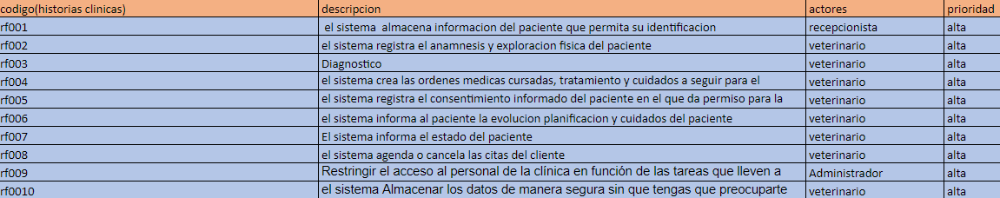 codigo(historias clinicas) descripcion actores prioridad
rf001 el sistema almacena informacion del paciente que permita su identificacion recepcionista alta
rf002 el sistema registra el anamnesis y exploracion fisica del paciente veterinario alta
rf003 Diagnostico veterinario alta
rf004 el sistema crea las ordenes medicas cursadas, tratamiento y cuidados a seguir para el veterinario alta
rf005 el sistema registra el consentimiento informado del paciente en el que da permiso para la veterinario alta
rf006 el sistema informa al paciente la evolucion planificacion y cuidados del paciente veterinario alta
rf007 El sistema informa el estado del paciente veterinario alta
rf008 el sistema agenda o cancela las citas del cliente veterinario alta
rf009 Restringir el acceso al personal de la clínica en función de las tareas que lleven a Administrador alta
rf0010 el sistema Almacenar los datos de manera segura sin que tengas que preocuparte veterinario alta